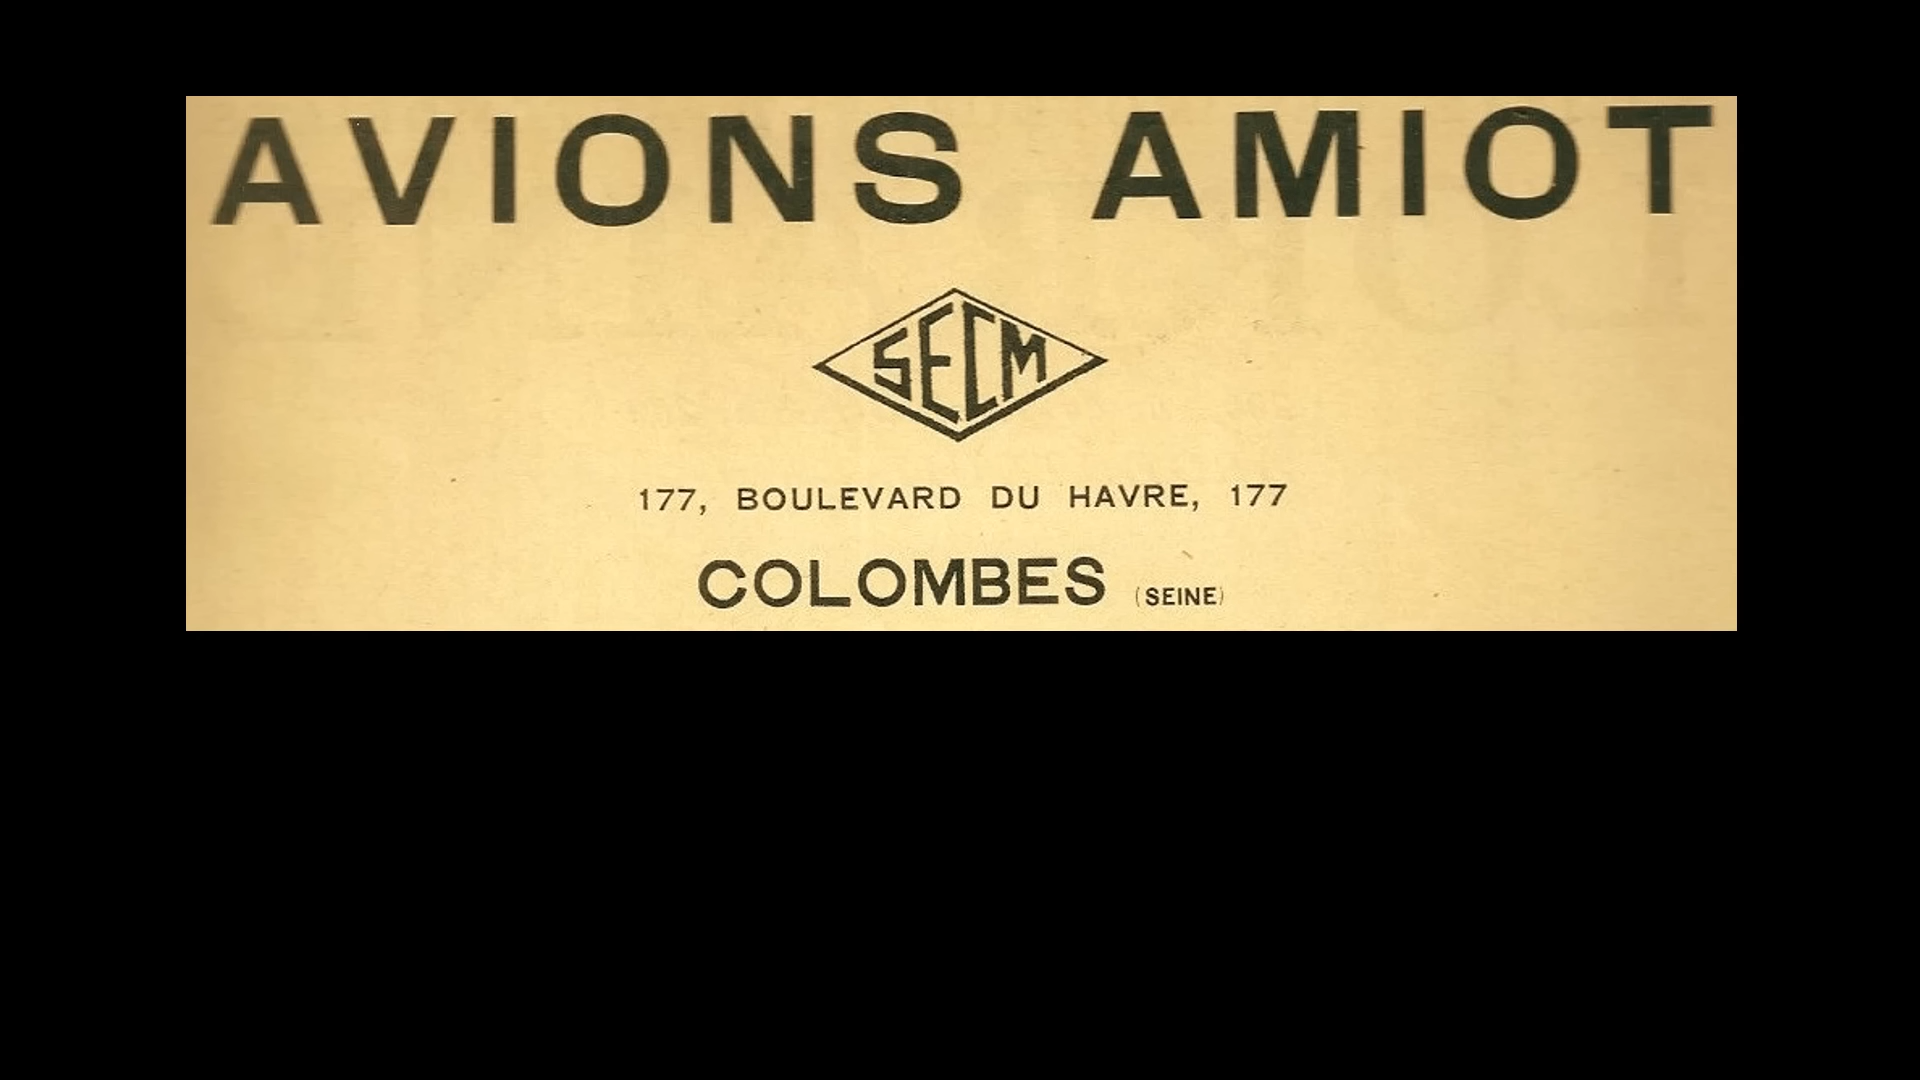 AVIONS AMIOT
SECM
177, BOULEVARD DU HAVRE, 177
COLOMBES (SEINE)